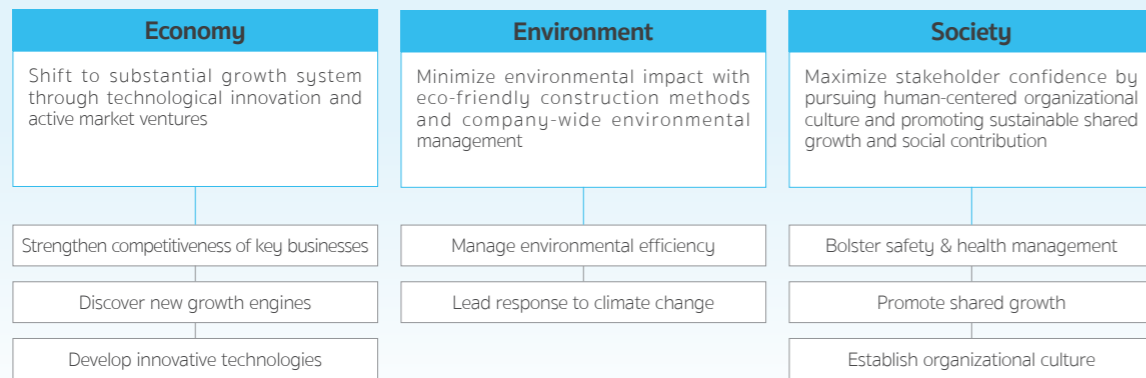 Economy
Shift to substantial growth system
through technological innovation and
active market ventures
Strengthen competitiveness of key businesses
Discover new growth engines
Develop innovative technologies
Environment
Minimize environmental impact with
eco-friendly construction methods
and company-wide environmental
management
Manage environmental efficiency
Lead response to climate change
Society
Maximize stakeholder confidence by
pursuing human-centered organizational
culture and promoting sustainable shared
growth and social contribution
Bolster safety & health management
Promote shared growth
Establish organizational culture